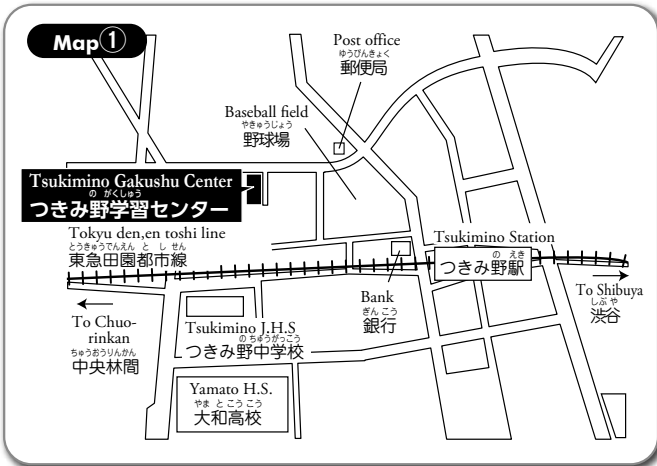 Map①
Post office
ゆうびんきょく
郵便局
Baseball field
やきゅうじょう
野球場
Tsukimino Gakushu Center
の がくしゅう
つきみ野学習センター
Tokyu den,en toshi line
とうきゅうでんえん と し せん
東急田園都市線
Tsukimino Station
の えき
つきみ野駅
To Shibuya
しぶ や
渋谷
To Chuo-
rinkan
ちゅうおうりんかん
中央林間
Bank
ぎん こう
銀行
Tsukimino J.H.S
の ちゅうがっこう
つきみ野中学校
Yamato H.S.
やま と こう こう
大和高校